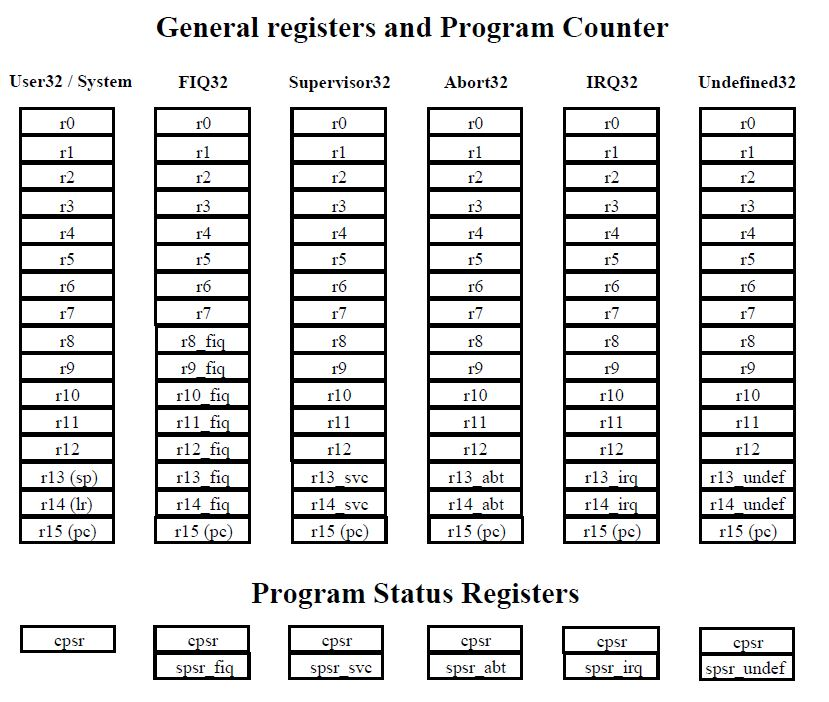 General registers and Program Counter
User32 / System FIQ32 Supervisor32 Abort32 IRQ32 Undefined32
r0 r0 r0 r0 r0 r0
r1 r1 r1 r1 r1 r1
r2 r2 r2 r2 r2 r2
r3 r3 r3 r3 r3 r3
r4 r4 r4 r4 r4 r4
r5 r5 r5 r5 r5 r5
r6 r6 r6 r6 r6 r6
r7 r7 r7 r7 r7 r7
r8 r8_fiq r8 r8 r8 r8
r9 r9_fiq r9 r9 r9 r9
r10 r10_fiq r10 r10 r10 r10
r11 r11_fiq r11 r11 r11 r11
r12 r12_fiq r12 r12 r12 r12
r13 (sp) r13_fiq r13_svc r13_abt r13_irq r13_undef
r14 (lr) r14_fiq r14_svc r14_abt r14_irq r14_undef
r15 (pc) r15 (pc) r15 (pc) r15 (pc) r15 (pc) r15 (pc)
Program Status Registers
cpsr cpsr cpsr cpsr cpsr cpsr
spsr_fiq spsr_svc spsr_abt spsr_irq spsr_undef